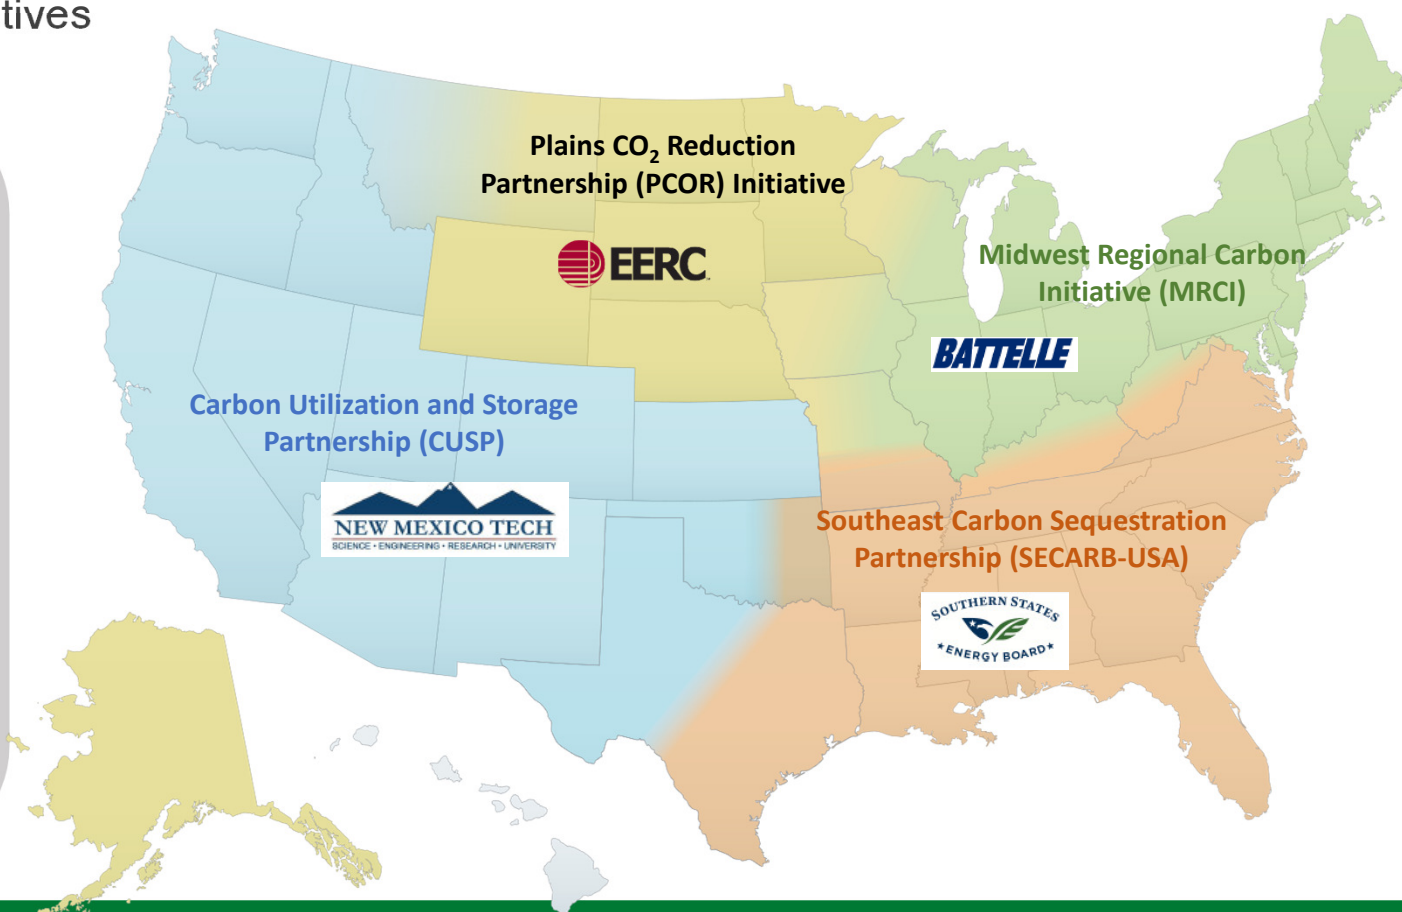 tives
Plains CO₂ Reduction
Partnership (PCOR) Initiative
EERC
Midwest Regional Carbon
Initiative (MRCI)
BATTELLE
Carbon Utilization and Storage
Partnership (CUSP)
NEW MEXICO TECH
SCIENCE • ENGINEERING • RESEARCH • UNIVERSITY
Southeast Carbon Sequestration
Partnership (SECARB-USA)
SOUTHERN STATES
★ENERGY BOARD★